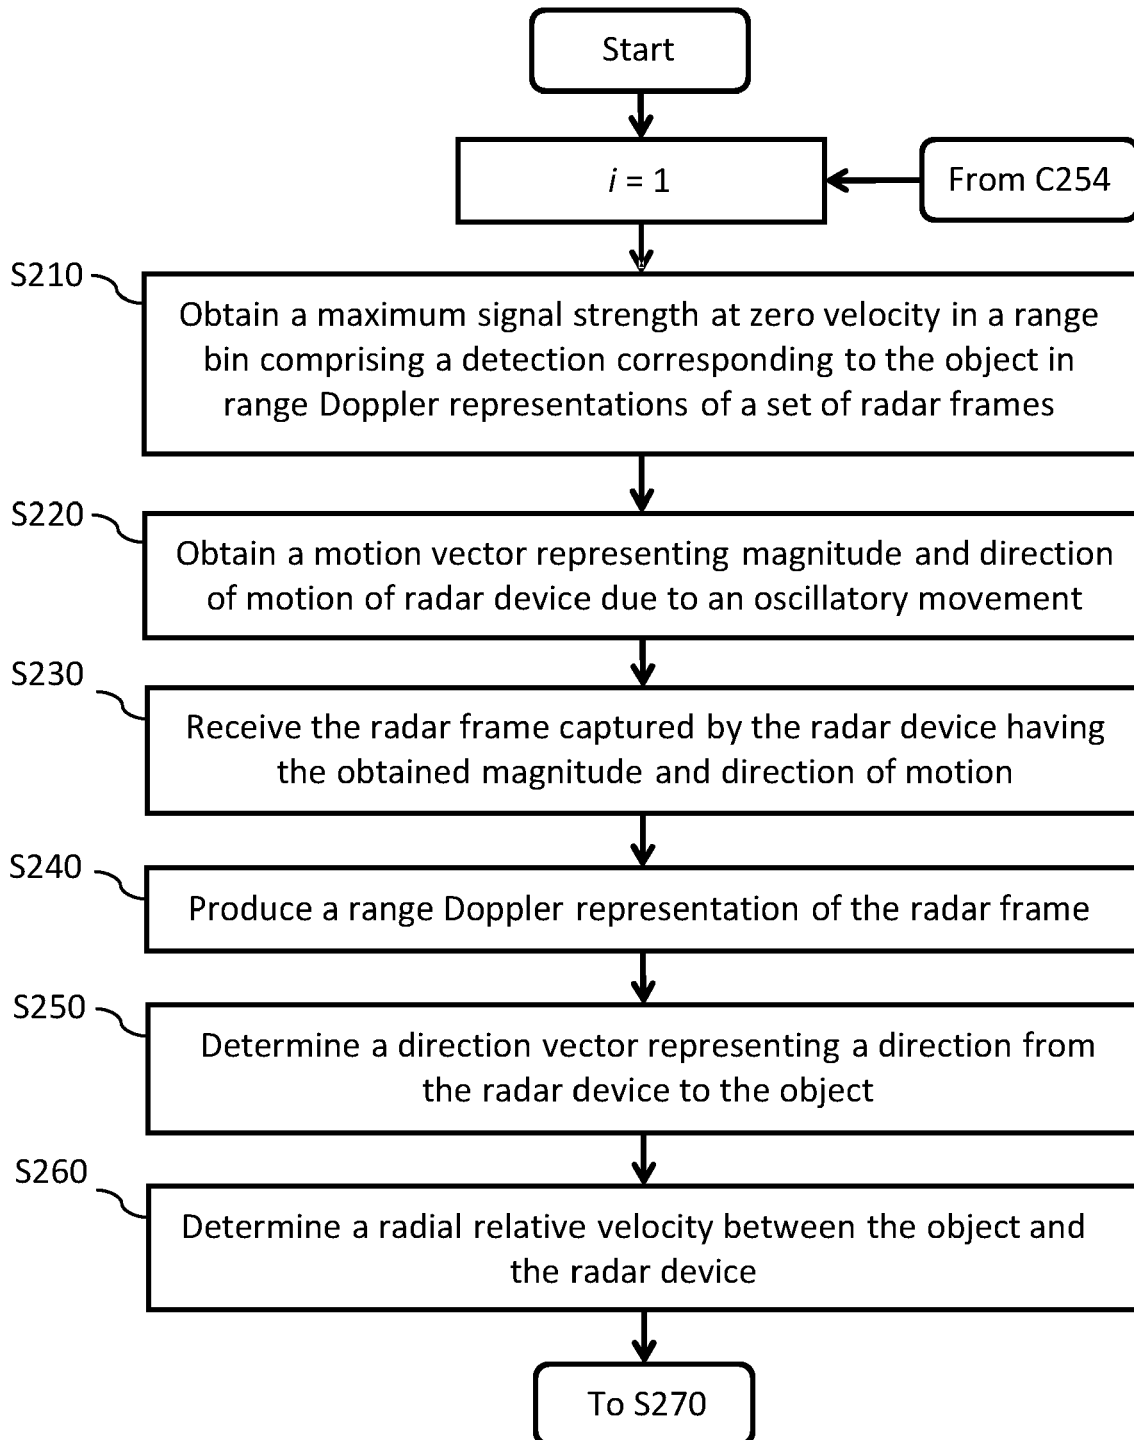 Start
i = 1
From C254
S210
Obtain a maximum signal strength at zero velocity in a range
bin comprising a detection corresponding to the object in
range Doppler representations of a set of radar frames
S220
Obtain a motion vector representing magnitude and direction
of motion of radar device due to an oscillatory movement
S230
Receive the radar frame captured by the radar device having
the obtained magnitude and direction of motion
S240
Produce a range Doppler representation of the radar frame
S250
Determine a direction vector representing a direction from
the radar device to the object
S260
Determine a radial relative velocity between the object and
the radar device
To S270